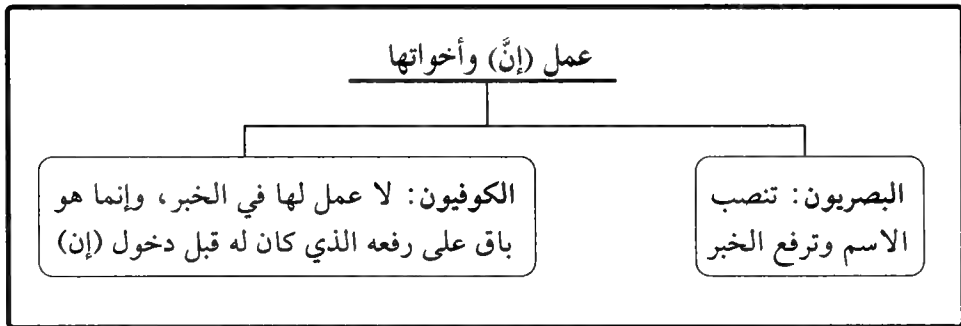 عمل (إنَّ) وأخواتها
البصريون: تنصب
الاسم وترفع الخبر
الكوفيون: لا عمل لها في الخبر، وإنما هو
باق على رفعه الذي كان له قبل دخول (إن)